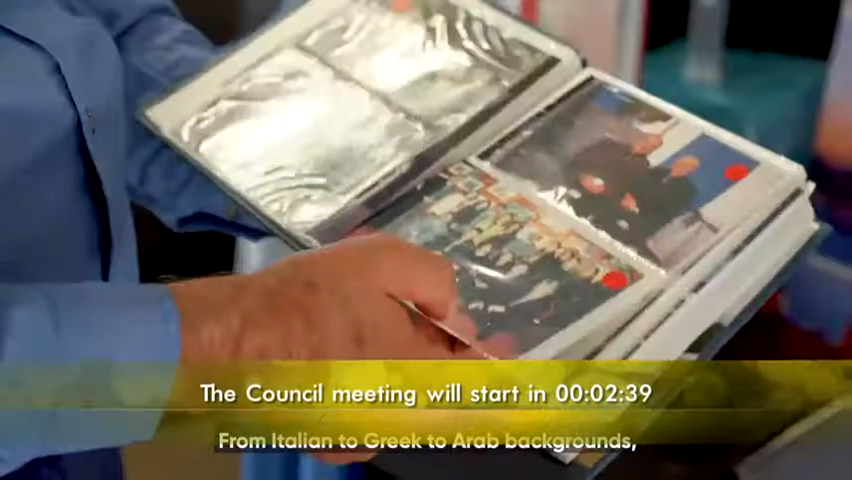 The Council meeting will start in 00:02:39
From Italian to Greek to Arab backgrounds,